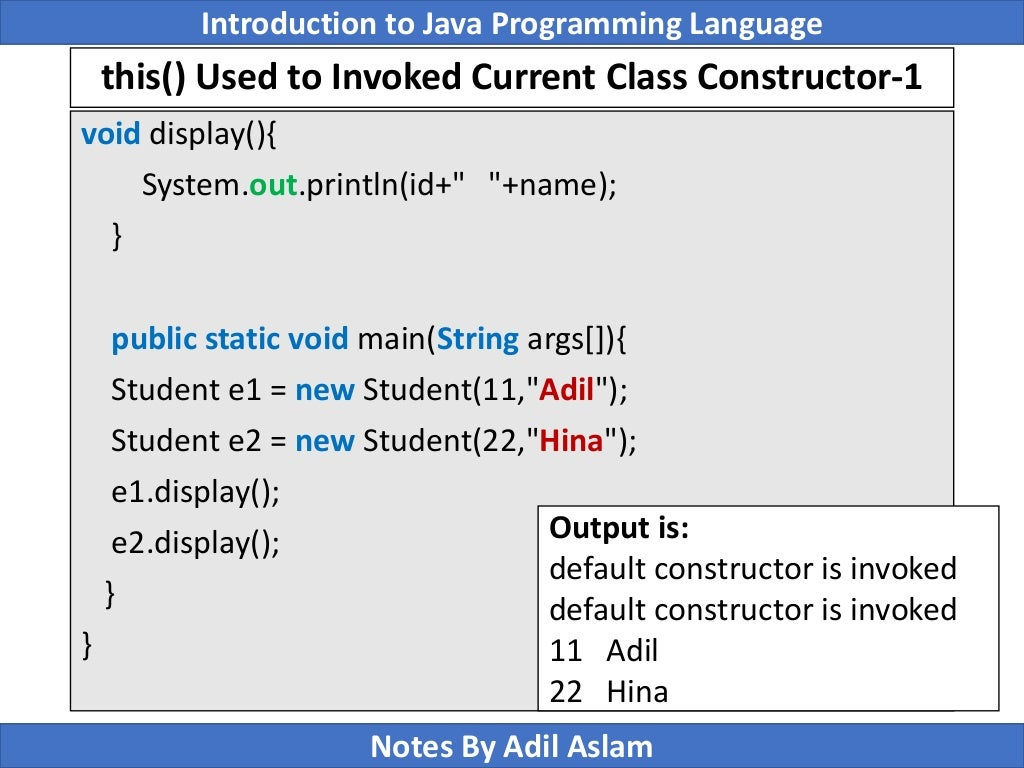 Introduction to Java Programming Language
this() Used to Invoked Current Class Constructor-1
void display(){
System.out.println(id+"   "+name);
}
public static void main(String args[]){
Student e1 = new Student(11,"Adil");
Student e2 = new Student(22,"Hina");
e1.display();
e2.display();
}
}
Output is:
default constructor is invoked
default constructor is invoked
11   Adil
22   Hina
Notes By Adil Aslam